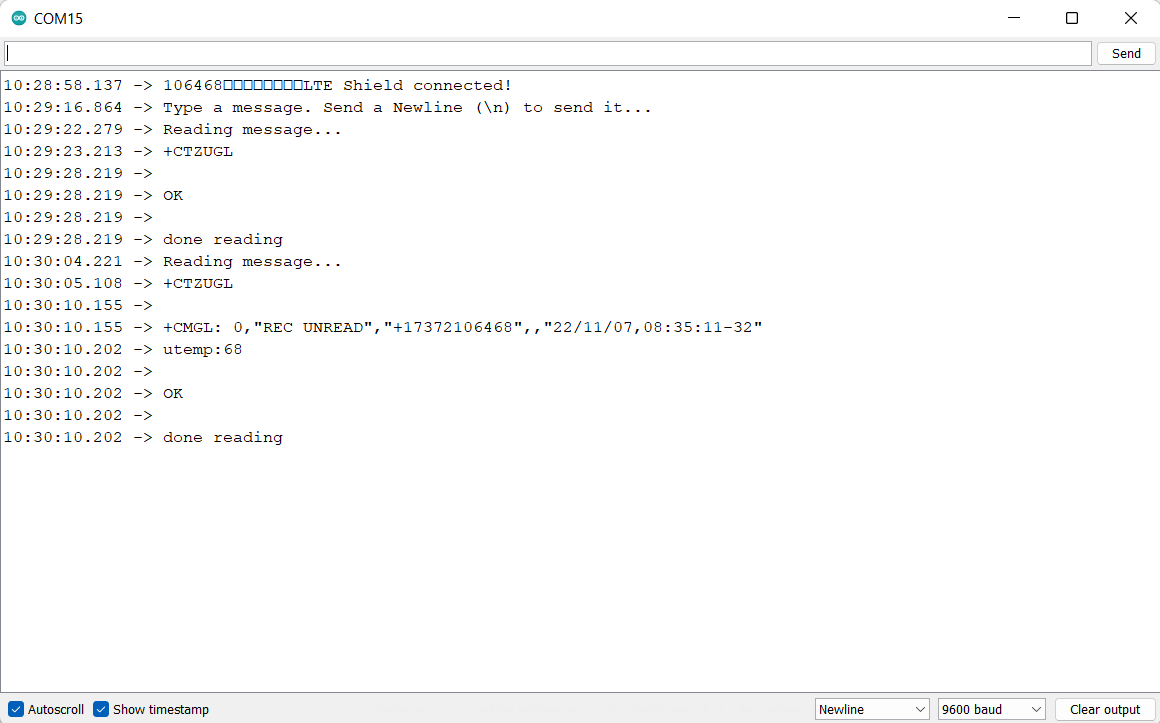 COM15
Send
10:28:58.137 -> 106468□□□□□□□□LTE Shield connected!
10:29:16.864 -> Type a message. Send a Newline (\n) to send it...
10:29:22.279 -> Reading message...
10:29:23.213 -> +CTZUGL
10:29:28.219 ->
10:29:28.219 -> OK
10:29:28.219 ->
10:29:28.219 -> done reading
10:30:04.221 -> Reading message...
10:30:05.108 -> +CTZUGL
10:30:10.155 ->
10:30:10.155 -> +CMGL: 0,"REC UNREAD","+17372106468",,"22/11/07,08:35:11-32"
10:30:10.202 -> utemp:68
10:30:10.202 ->
10:30:10.202 -> OK
10:30:10.202 ->
10:30:10.202 -> done reading
Autoscroll Show timestamp Newline 9600 baud Clear output